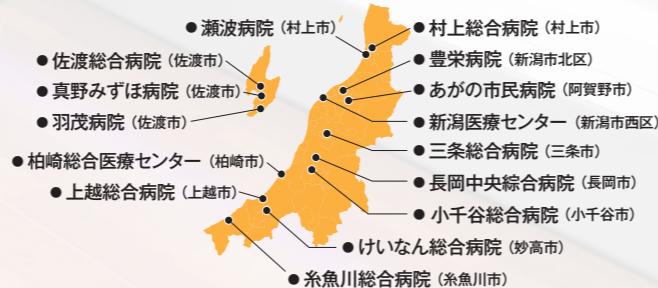 ●瀬波病院（村上市）
●佐渡総合病院（佐渡市）
●真野みずほ病院（佐渡市）
●羽茂病院（佐渡市）
●柏崎総合医療センター（柏崎市）
●上越総合病院（上越市）
●村上総合病院（村上市）
●豊栄病院（新潟市北区）
●あがの市民病院（阿賀野市）
●新潟医療センター（新潟市西区）
●三条総合病院（三条市）
●長岡中央綜合病院（長岡市）
●小千谷総合病院（小千谷市）
●けいなん総合病院（妙高市）
●糸魚川総合病院（糸魚川市）